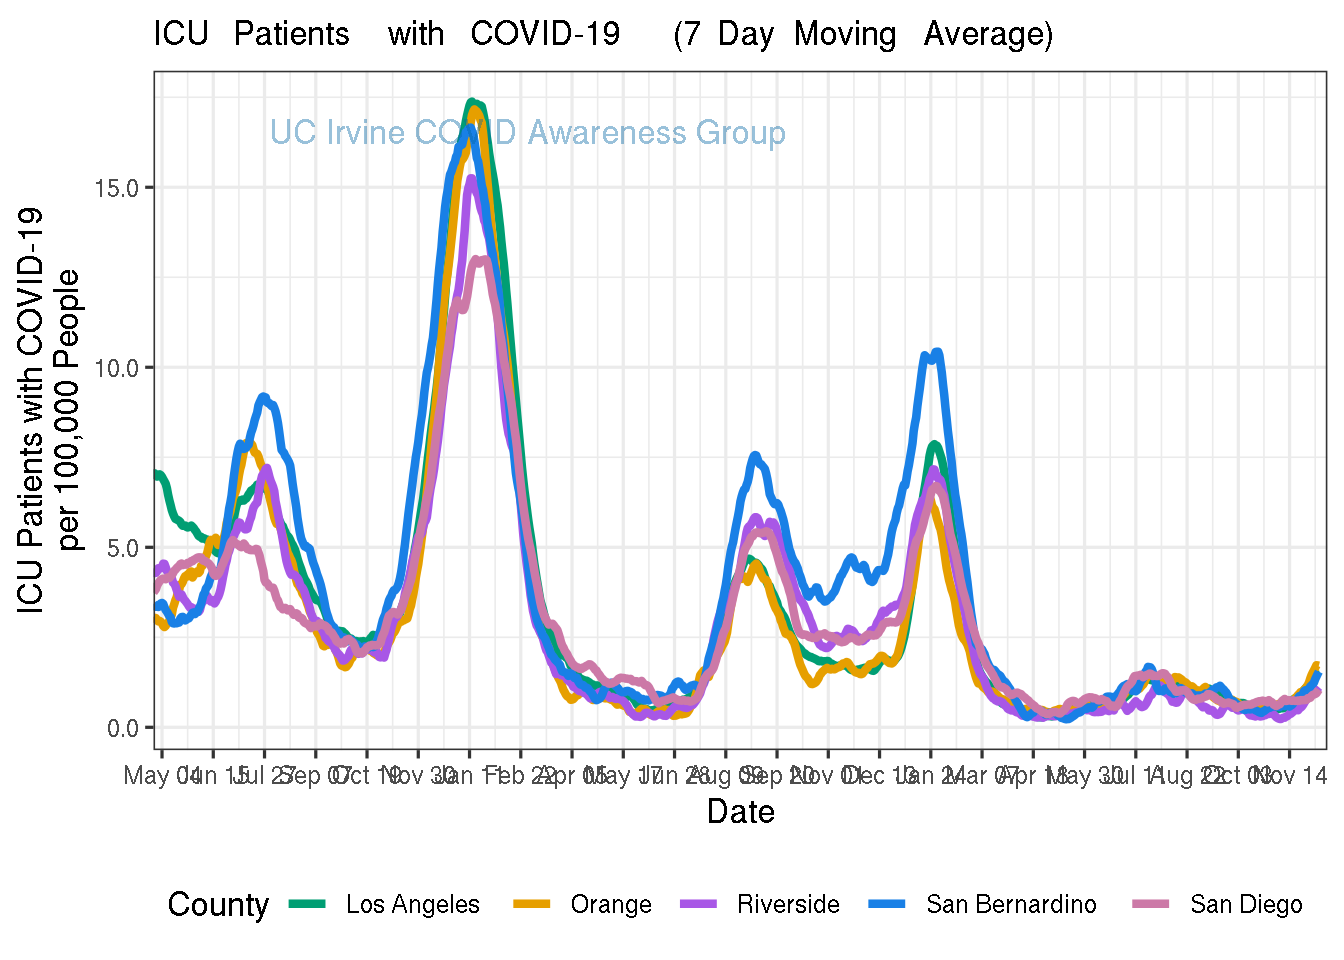 ICU Patients with COVID-19 (7 Day Moving Average)
UC Irvine COVID Awareness Group
ICU Patients with COVID-19
per 100,000 People
15.0
10.0
5.0
0.0
May 04 Jun 15 Jul 27 Sep 07 Oct 19 Nov 30 Jan 11 Feb 22 Apr 05 May 17 Jun 28 Aug 09 Sep 20 Nov 01 Dec 13 Jan 24 Mar 07 Apr 18 May 30 Jul 11 Aug 22 Oct 03 Nov 14
Date
County Los Angeles Orange Riverside San Bernardino San Diego